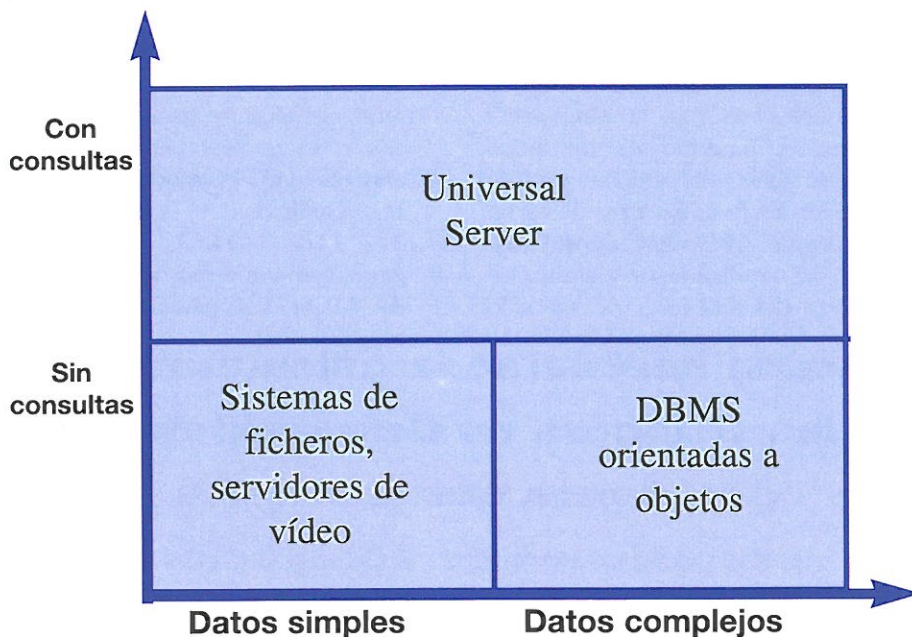 Con
consultas
Universal
Server
Sin
consultas
Sistemas de
ficheros,
servidores de
vídeo
DBMS
orientadas a
objetos
Datos simples
Datos complejos